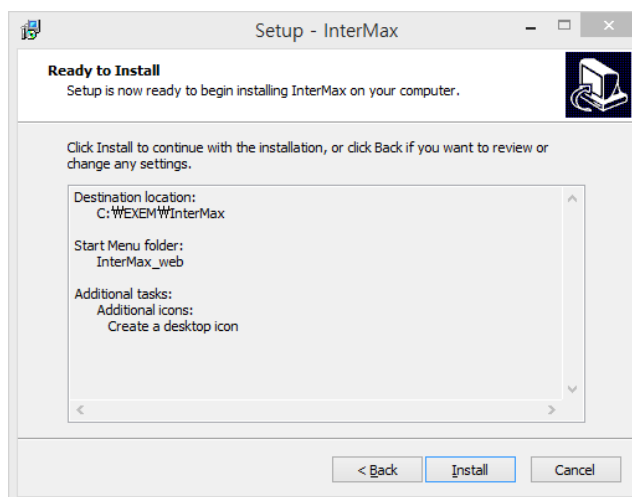 Setup - InterMax
Ready to Install
Setup is now ready to begin installing InterMax on your computer.
Click Install to continue with the installation, or click Back if you want to review or
change any settings.
Destination location:
C:₩EXEM₩InterMax
Start Menu folder:
InterMax_web
Additional tasks:
Additional icons:
Create a desktop icon
< Back
Install
Cancel